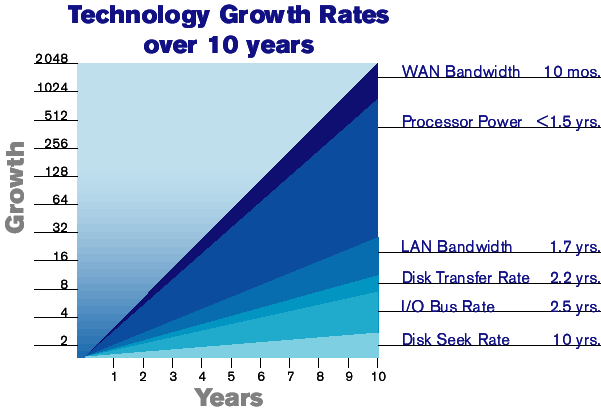 Technology Growth Rates
over 10 years
Growth
2048
1024
512
256
128
64
32
16
8
4
2
WAN Bandwidth 10 mos.
Processor Power <1.5 yrs.
LAN Bandwidth 1.7 yrs.
Disk Transfer Rate 2.2 yrs.
I/O Bus Rate 2.5 yrs.
Disk Seek Rate 10 yrs.
1 2 3 4 5 6 7 8 9 10
Years